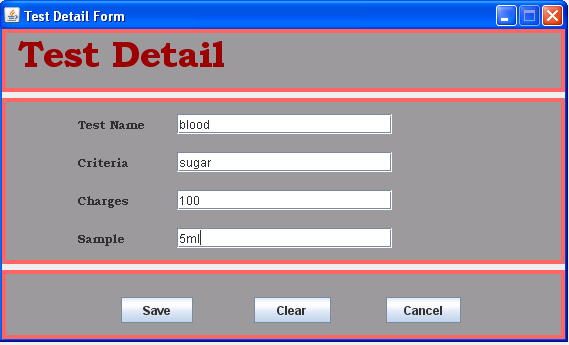 Test Detail Form
Test Detail
Test Name blood
Criteria sugar
Charges 100
Sample 5ml
Save Clear Cancel